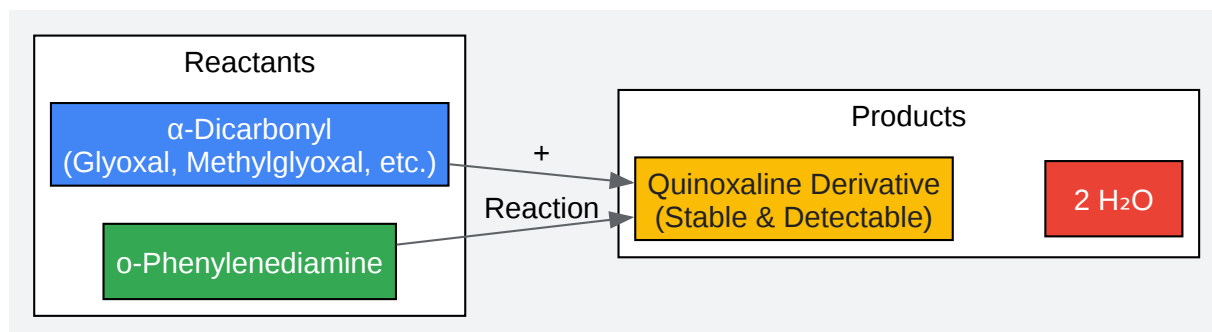 Reactants
α-Dicarbonyl
(Glyoxal, Methylglyoxal, etc.)
o-Phenylenediamine
+
Reaction
Products
Quinoxaline Derivative
(Stable & Detectable)
2 H₂O